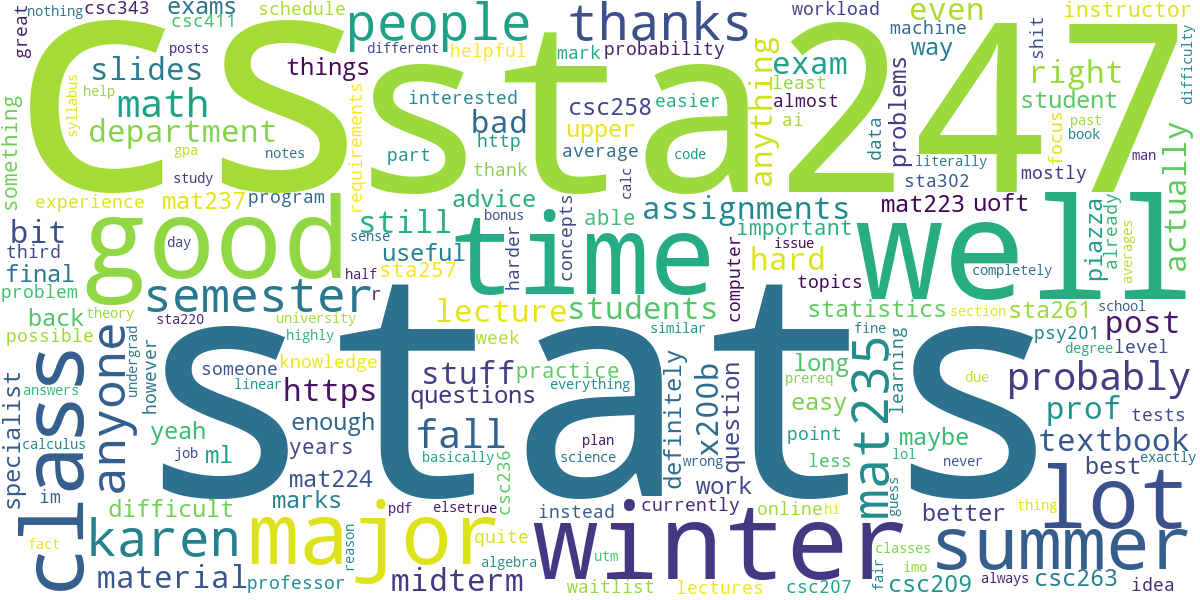 nothing csc343 exams schedule people thanks workload even instructor
great csc411 posts different helpful mark probability machine way shit difficulty
CS sta247
slides things interested csc258 easier exam least right
syllabus help math http upper almost ai student
something department bad part average code anything data problems focus past book
gpa notes requirements thank calc literally man
study experience mat237 program advice able assignments sta302 mostly mat223 uoft actually
bit good day still bonus concepts important piazza already
third sense useful time harder issue well averages
final half sta257 hard computer completely
problem semester r lecture students topics statistics section sta261 school
back theory sta220 university similar fine psy201 post
possible highly week learning degree level
class anyone undergrad however someone knowledge stuff practice long prereq due probably
specialist answers linear https questions everything definitely x200b question easy mat235 prof tests
stats
yeah enough fall plan point maybe textbook
calculus job ml years basically science wrong less lol never best exactly
im mat224 csc236 work guess lot
difficult marks pdf elsetrue instead currently online hi better thing
karen major winter summer
fact reason quite algebra utm classes imo
material professor midterm waitlist lectures csc207 fair csc209 always csc263 idea